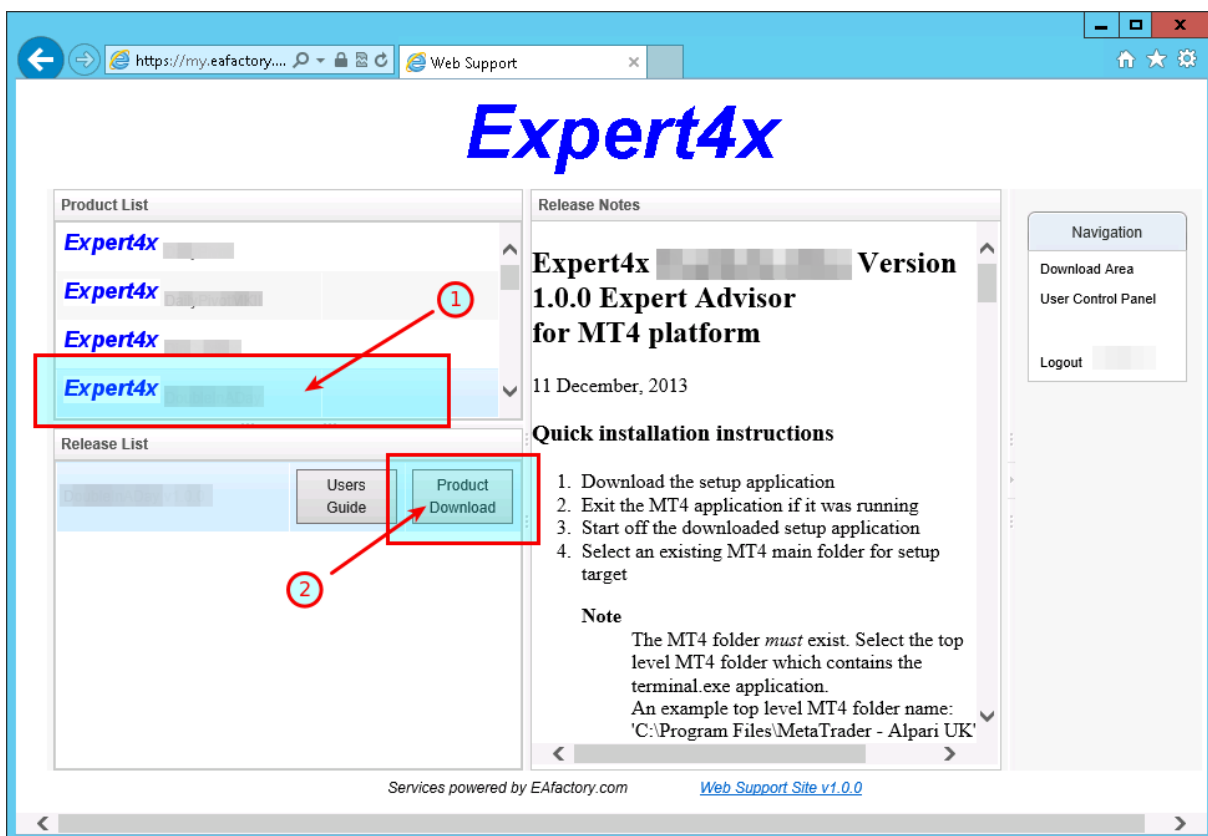 https://my.eafactory....
Web Support
Expert4x
Product List
Expert4x
Expert4x
Expert4x
Expert4x
1
Release List
Users
Guide
Product
Download
2
Release Notes
Expert4x Version
1.0.0 Expert Advisor
for MT4 platform
11 December, 2013
Quick installation instructions
1. Download the setup application
2. Exit the MT4 application if it was running
3. Start off the downloaded setup application
4. Select an existing MT4 main folder for setup
target
Note
The MT4 folder must exist. Select the top
level MT4 folder which contains the
terminal.exe application.
An example top level MT4 folder name:
'C:\Program Files\MetaTrader - Alpari UK'
Navigation
Download Area
User Control Panel
Logout
Services powered by EAfactory.com
Web Support Site v1.0.0